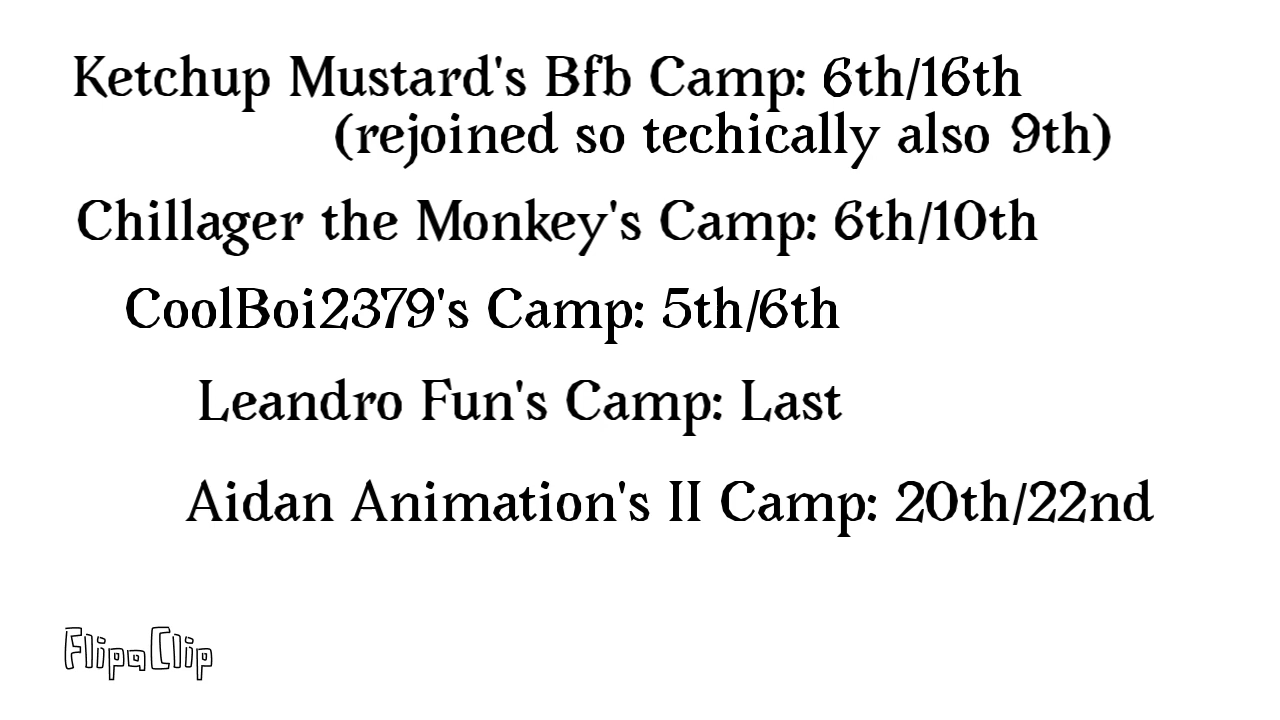 Ketchup Mustard's Bfb Camp: 6th/16th
(rejoined so techically also 9th)
Chillager the Monkey's Camp: 6th/10th
CoolBoi2379's Camp: 5th/6th
Leandro Fun's Camp: Last
Aidan Animation's II Camp: 20th/22nd
FlipaClip